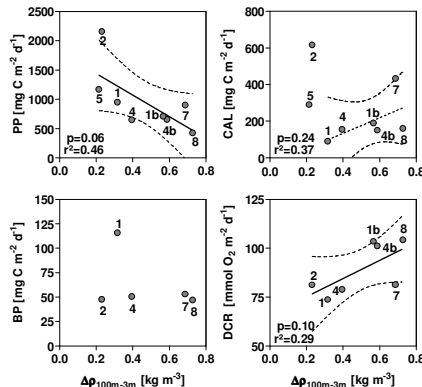 2500
2000
1500
1000
500
0
PP [mg C m⁻² d⁻¹]
2
5
1
4
1b
4b
7
8
p=0.06
r²=0.46
0.0 0.2 0.4 0.6 0.8
800
600
400
200
0
CAL [mg C m⁻² d⁻¹]
2
5
1
4
1b
4b
7
8
p=0.24
r²=0.37
0.0 0.2 0.4 0.6 0.8
150
125
100
75
50
25
0
BP [mg C m⁻² d⁻¹]
1
2
4
7
8
0.0 0.2 0.4 0.6 0.8
Δρ100m-3m [kg m⁻³]
150
125
100
75
50
DCR [mmol O₂ m⁻² d⁻¹]
2
1
4
1b
4b
7
8
p=0.10
r²=0.29
0.0 0.2 0.4 0.6 0.8
Δρ100m-3m [kg m⁻³]